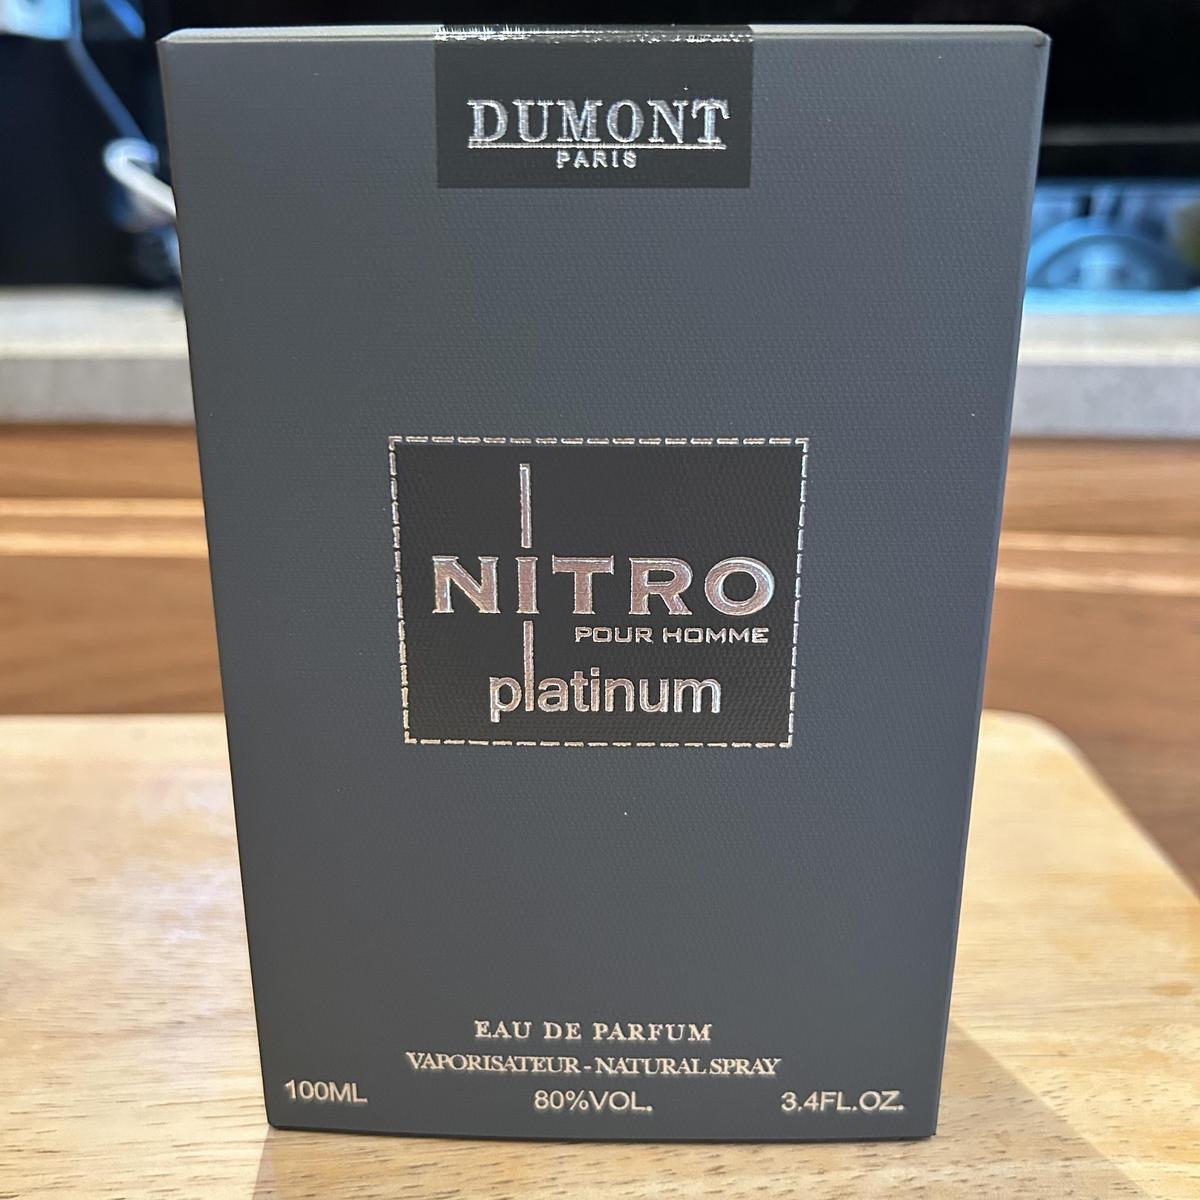 DUMONT
PARIS
NITRO
POUR HOMME
platinum
EAU DE PARFUM
VAPORISATEUR-NATURAL SPRAY
100ML 80%VOL. 3.4FL.OZ.